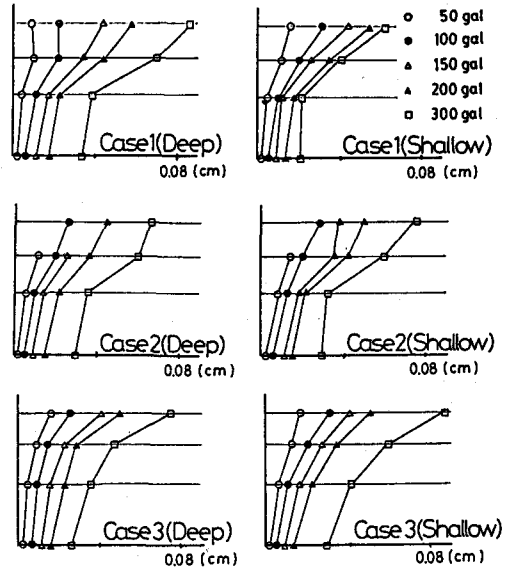 50 gal
100 gal
150 gal
200 gal
300 gal
Case1(Deep)
0.08 (cm)
Case1(Shallow)
0.08 (cm)
Case2(Deep)
0.08 (cm)
Case2(Shallow)
0.08 (cm)
Case3(Deep)
0.08 (cm)
Case3(Shallow)
0.08 (cm)